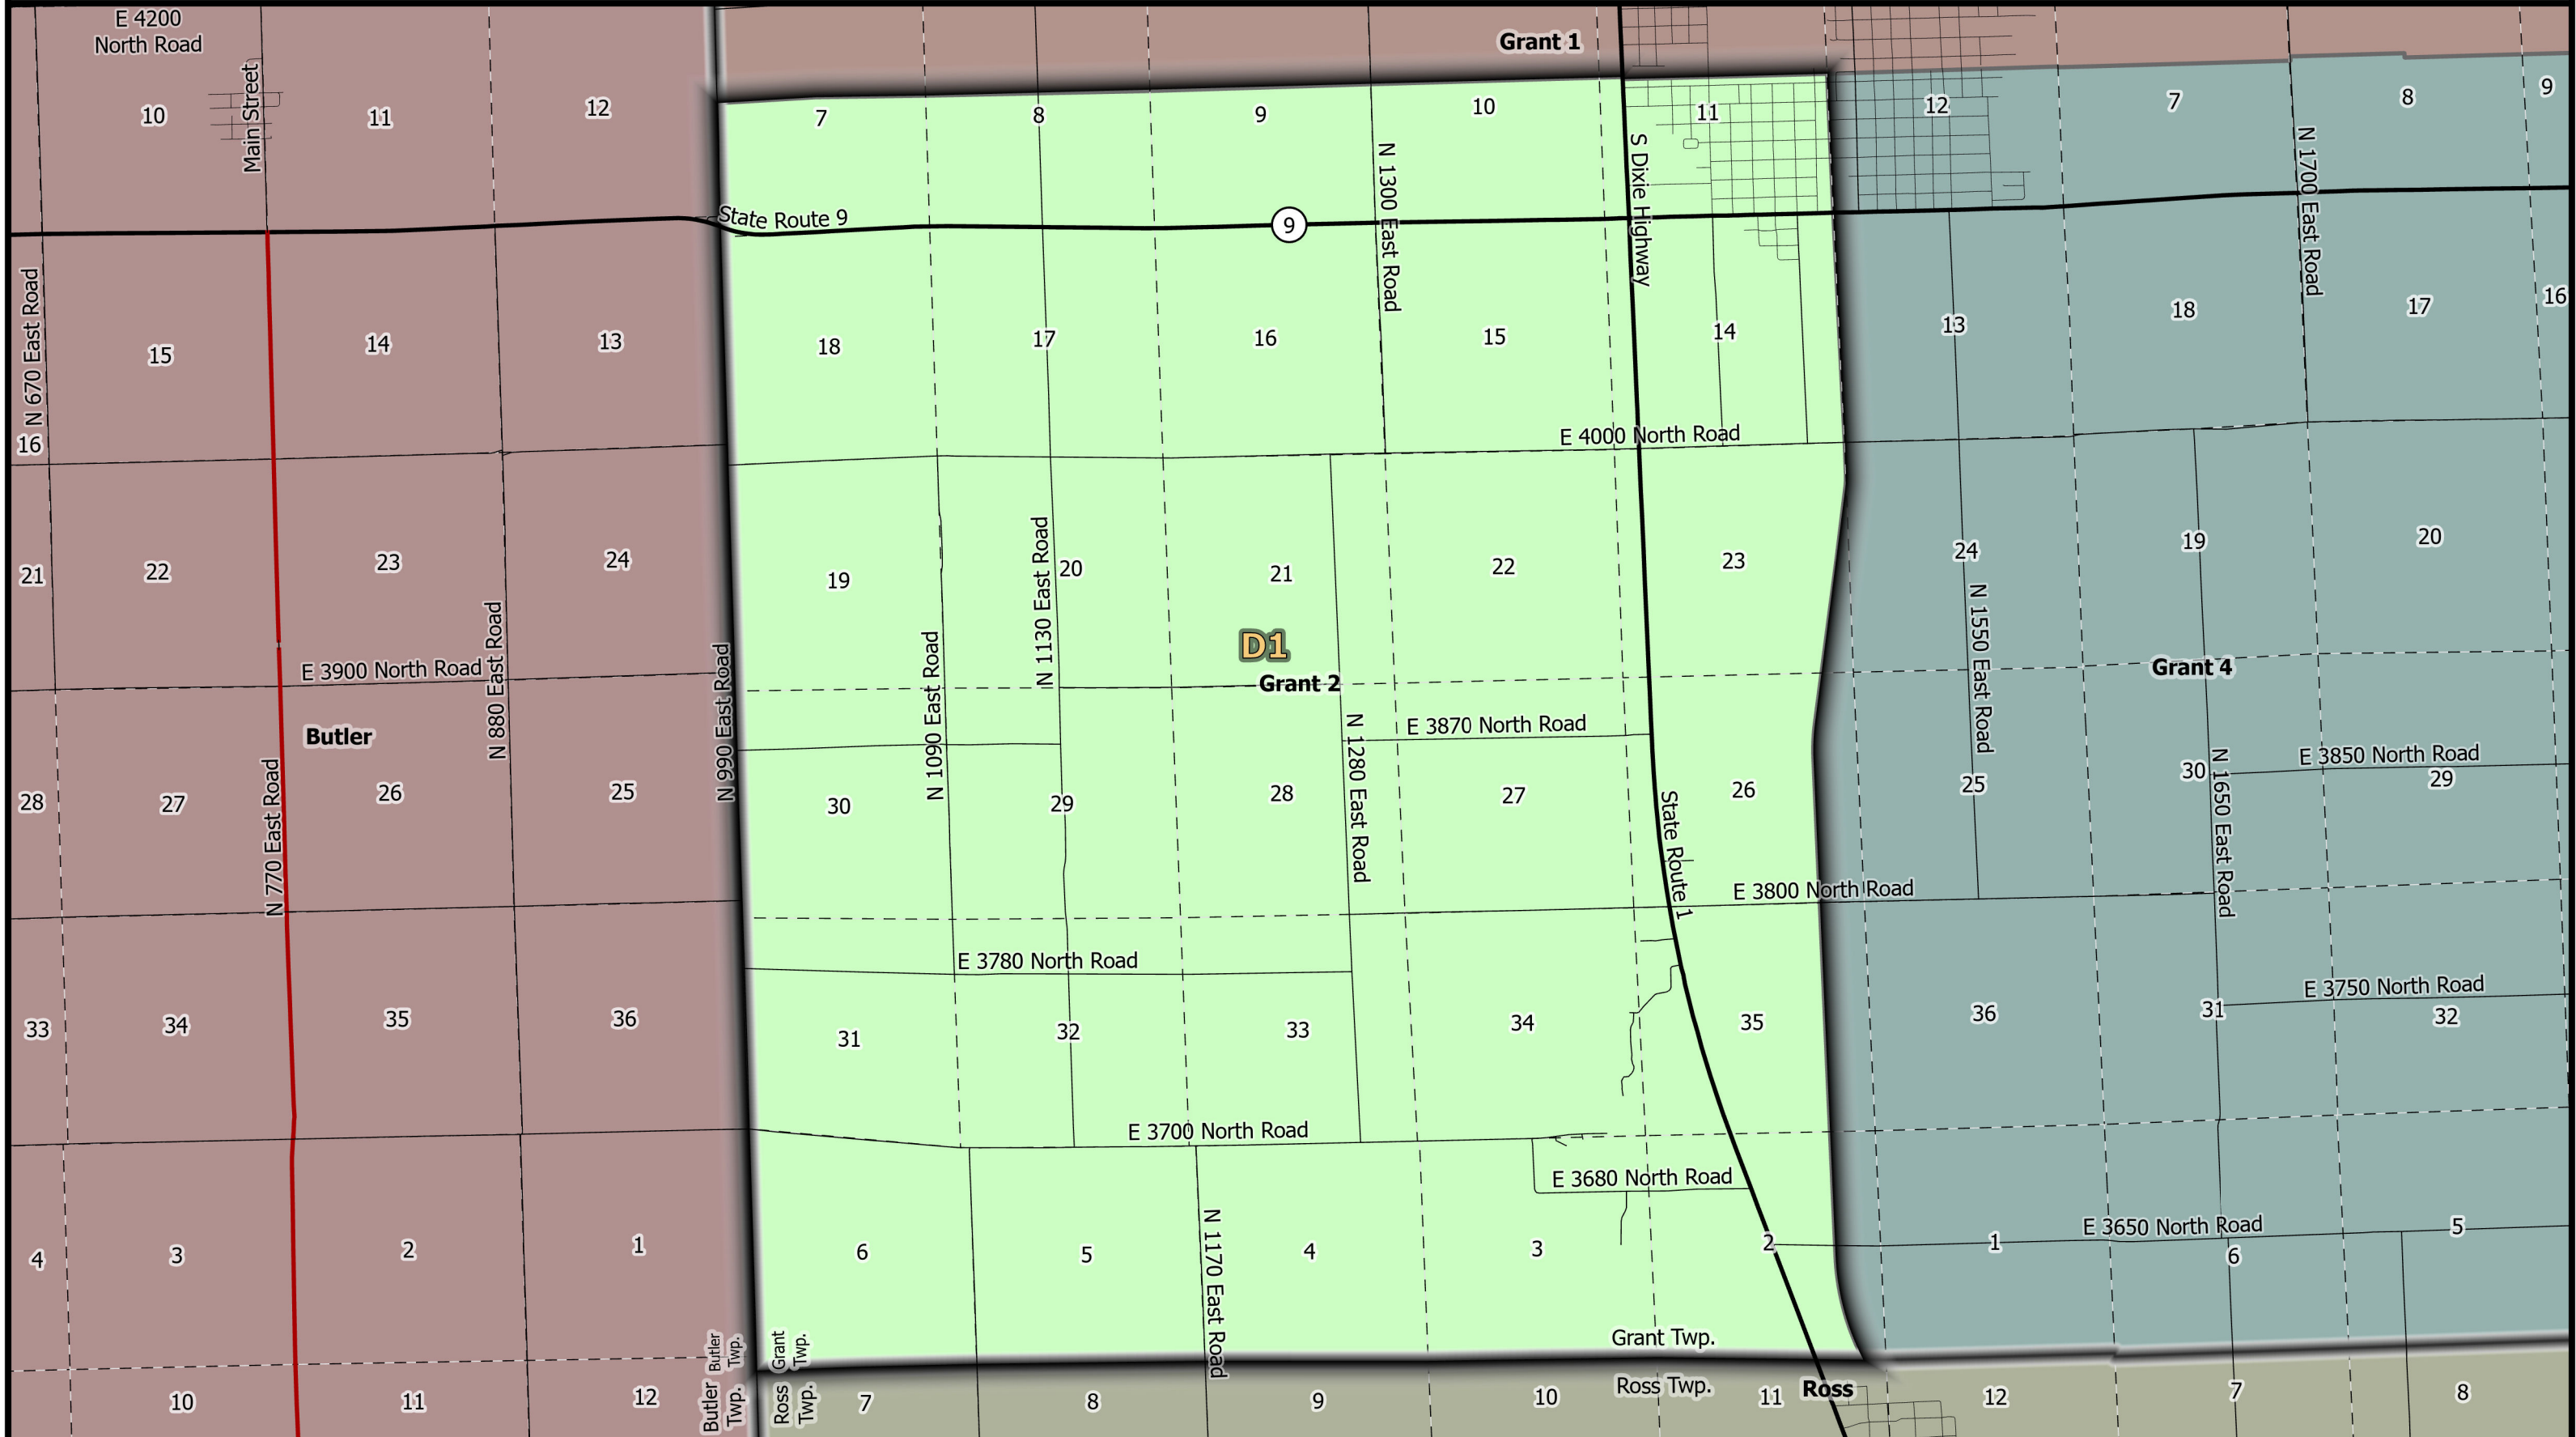 E 4200
North Road
Grant 1
Main Street
10
11
12
7
8
9
10
11
12
7
8
9
State Route 9
9
N 1300 East Road
S Dixie Highway
N 1700 East Road
N 670 East Road
16
15
14
13
18
17
16
15
14
13
18
17
16
E 4000 North Road
21
22
23
24
19
20
21
22
23
24
19
20
N 1130 East Road
D1
Grant 2
Grant 4
E 3900 North Road
N 880 East Road
N 990 East Road
N 1090 East Road
N 1550 East Road
Butler
E 3870 North Road
N 1280 East Road
E 3850 North Road
N 770 East Road
28
27
26
25
30
29
28
27
26
25
30
29
State Route 1
N 1650 East Road
E 3800 North Road
E 3780 North Road
E 3750 North Road
33
34
35
36
31
32
33
34
35
36
31
32
E 3700 North Road
E 3680 North Road
N 1170 East Road
E 3650 North Road
4
3
2
1
6
5
4
3
2
1
6
5
Butler
Twp.
Grant
Twp.
Grant Twp.
Butler
Twp.
Ross
Twp.
Ross Twp.
Ross
10
11
12
7
8
9
10
11
12
7
8